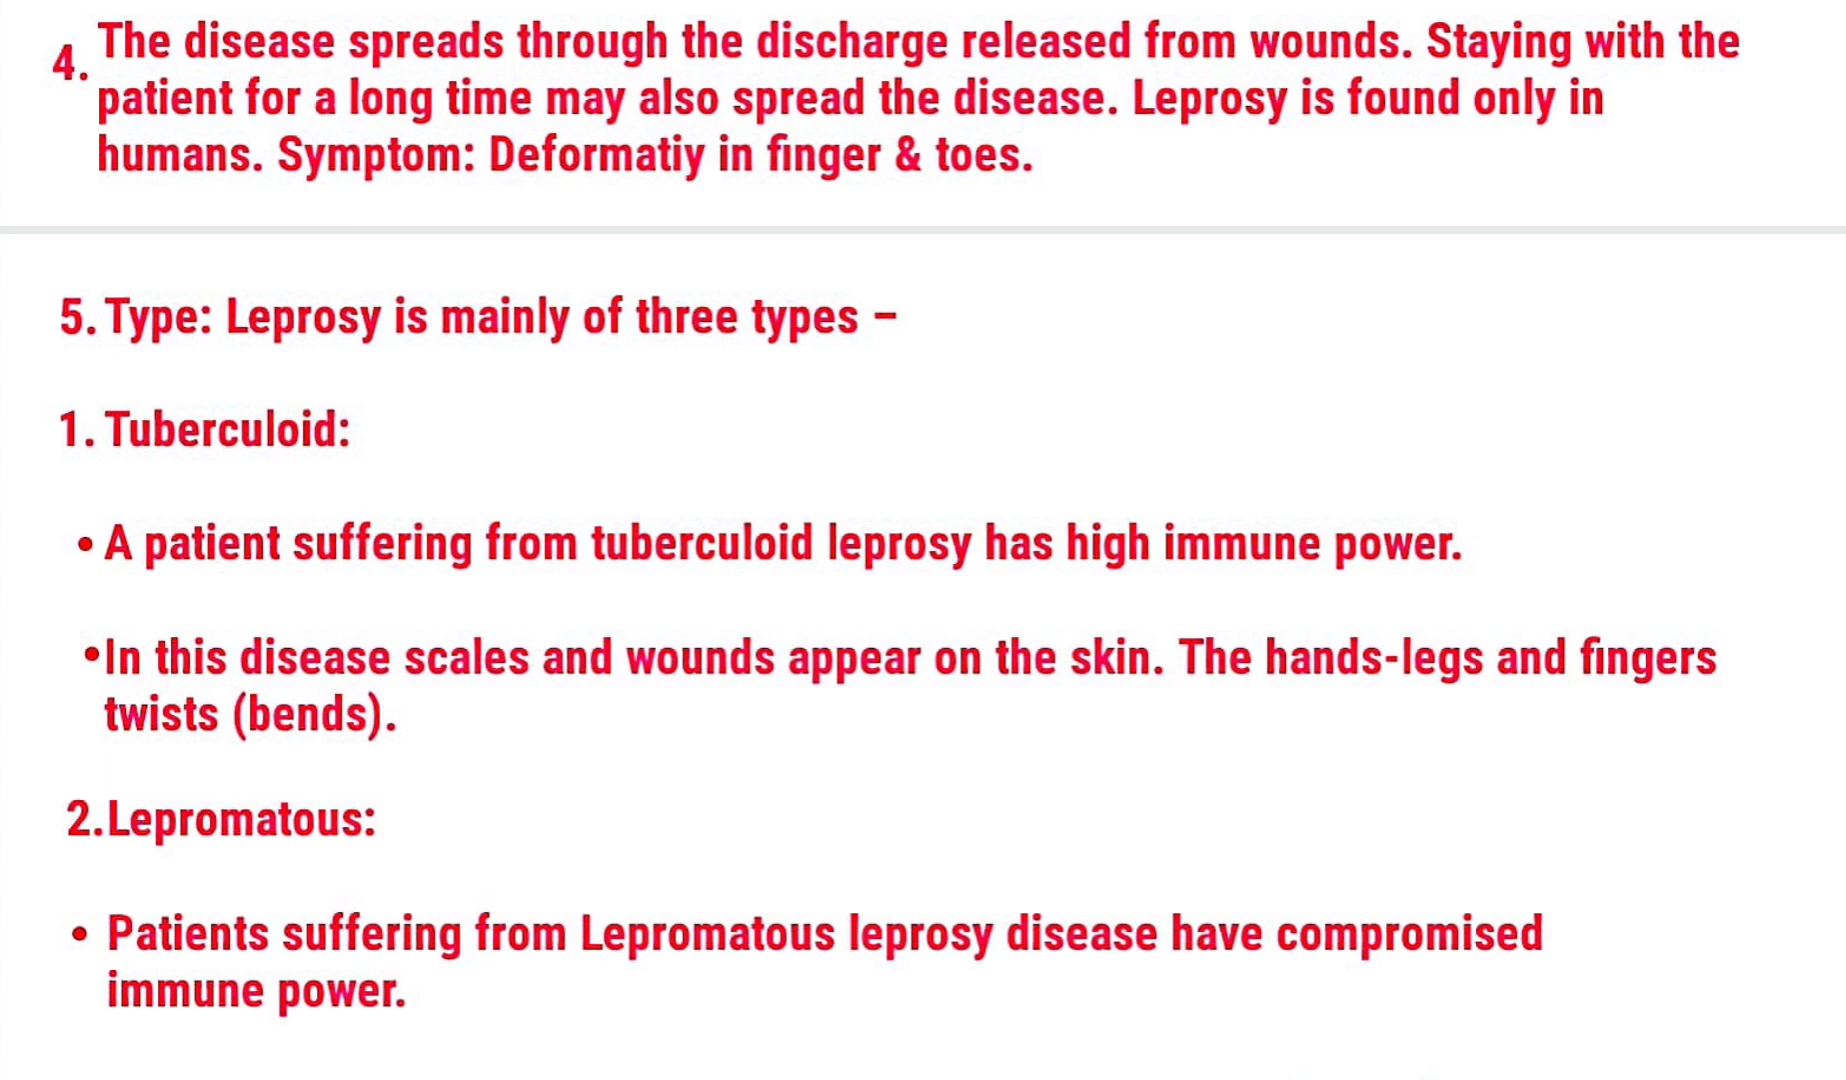 4. The disease spreads through the discharge released from wounds. Staying with the
patient for a long time may also spread the disease. Leprosy is found only in
humans. Symptom: Deformatiy in finger & toes.
5. Type: Leprosy is mainly of three types –
1. Tuberculoid:
• A patient suffering from tuberculoid leprosy has high immune power.
•In this disease scales and wounds appear on the skin. The hands-legs and fingers
twists (bends).
2.Lepromatous:
• Patients suffering from Lepromatous leprosy disease have compromised
immune power.